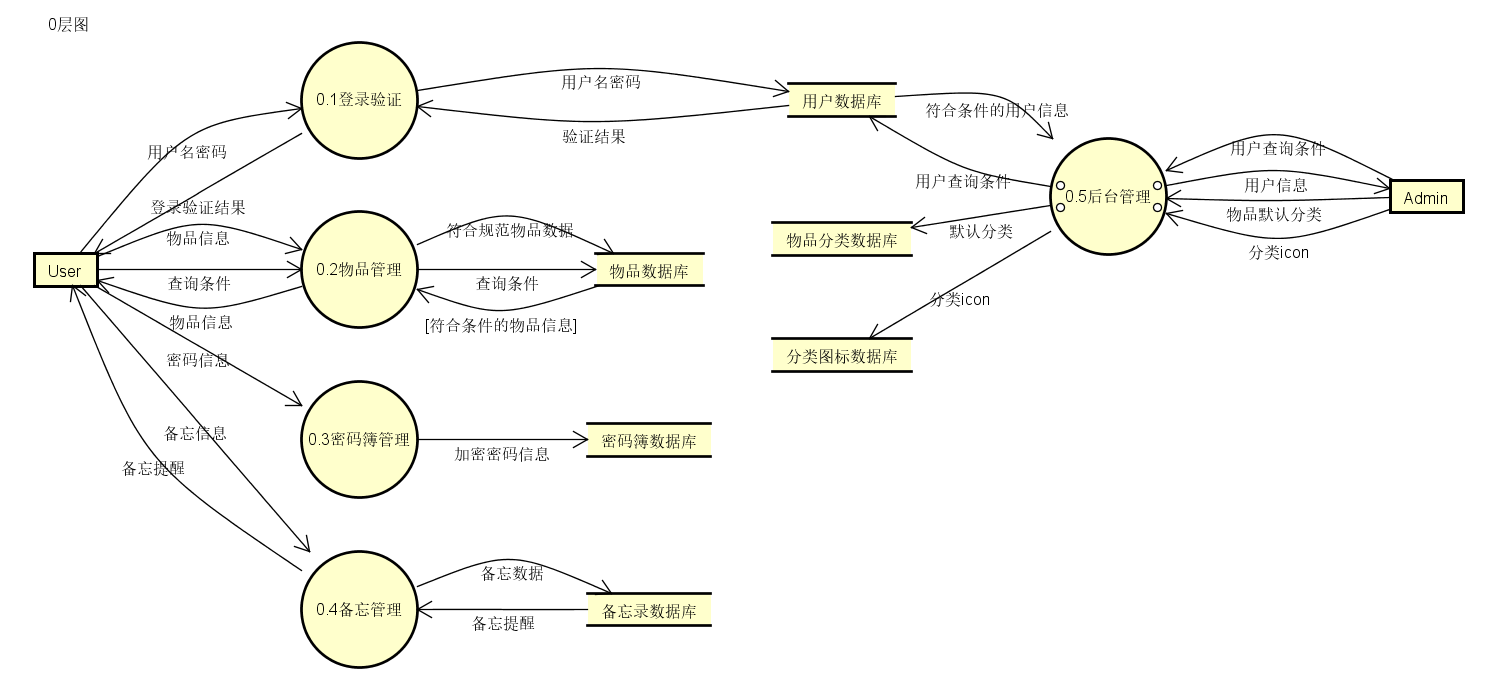 0层图
0.1登录验证
用户名密码
用户数据库
符合条件的用户信息
验证结果
用户名密码
用户查询条件
用户查询条件
0.5后台管理
用户信息
Admin
物品默认分类
登录验证结果
物品信息
符合规范物品数据
物品分类数据库
默认分类
分类icon
User
0.2物品管理
物品数据库
查询条件
查询条件
分类icon
物品信息
[符合条件的物品信息]
分类图标数据库
密码信息
0.3密码簿管理
密码簿数据库
加密密码信息
备忘信息
备忘提醒
备忘数据
0.4备忘管理
备忘录数据库
备忘提醒